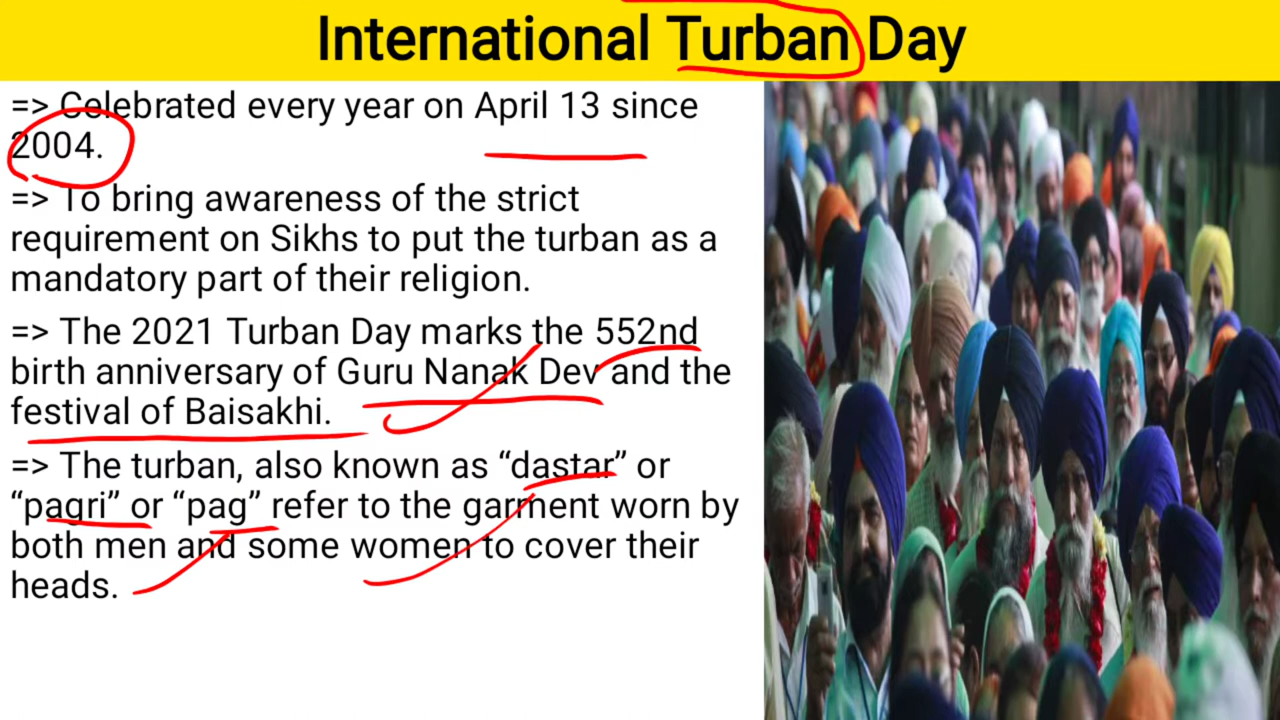 International Turban Day
=> Celebrated every year on April 13 since
2004.
=> To bring awareness of the strict
requirement on Sikhs to put the turban as a
mandatory part of their religion.
=> The 2021 Turban Day marks the 552nd
birth anniversary of Guru Nanak Dev and the
festival of Baisakhi.
=> The turban, also known as “dastar” or
“pagri” or “pag” refer to the garment worn by
both men and some women to cover their
heads.